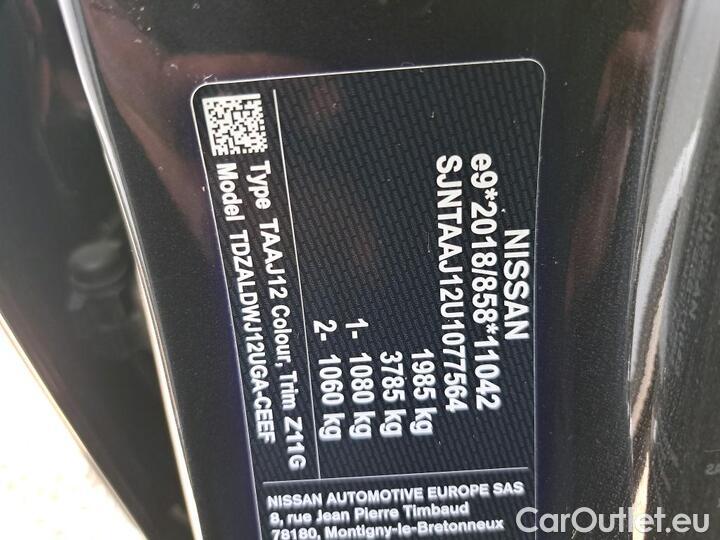 NISSAN
e9*2018/858*11042
SJNTAAJ12U1077564
1985 kg
3785 kg
1- 1080 kg
2- 1060 kg
Type TAAJ12 Colour, Trim Z11G
Model TDZALDWJ12UGA-CEEF
NISSAN AUTOMOTIVE EUROPE SAS
8, rue Jean Pierre Timbaud
78180, Montigny-le-Bretonneux
CarOutlet.eu